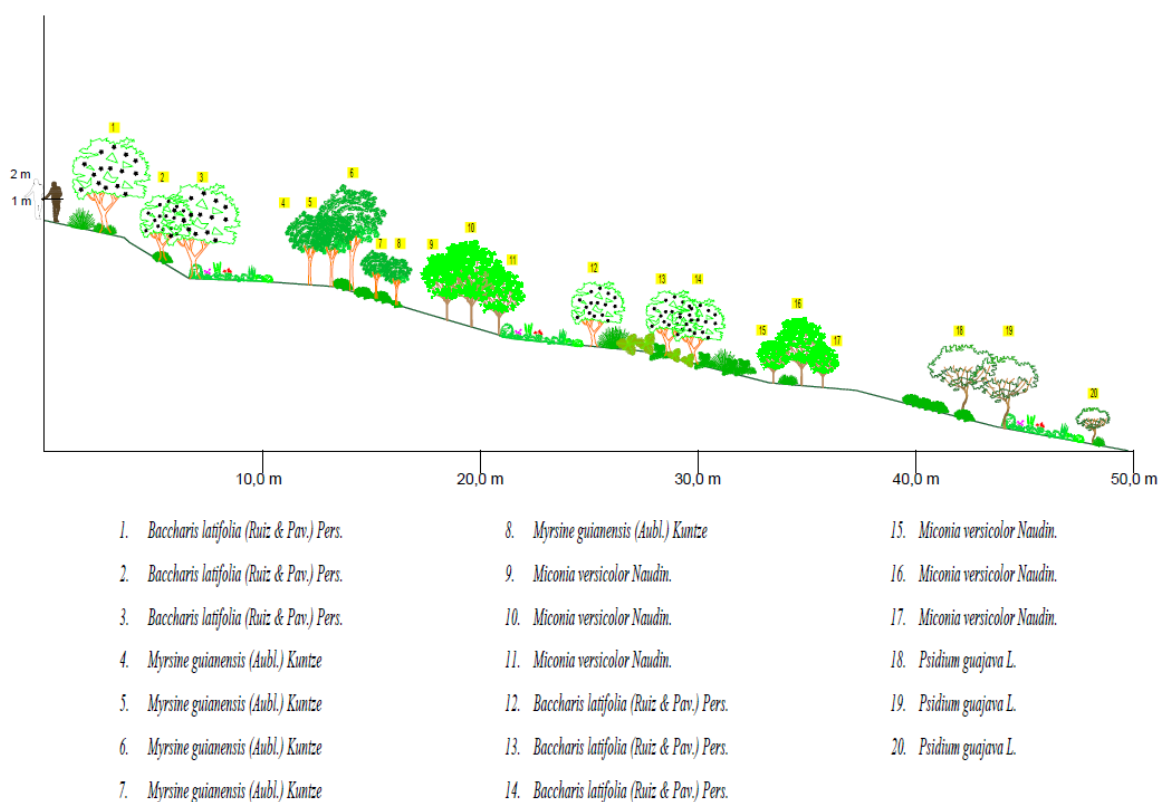 1
2
3
6
4
5
7
8
10
9
11
12
13
14
16
15
17
18
19
20
2 m
1 m
10,0 m
20,0 m
30,0 m
40,0 m
50,0 m
1. Baccharis latifolia (Ruiz & Pav.) Pers.
2. Baccharis latifolia (Ruiz & Pav.) Pers.
3. Baccharis latifolia (Ruiz & Pav.) Pers.
4. Myrsine guianensis (Aubl.) Kuntze
5. Myrsine guianensis (Aubl.) Kuntze
6. Myrsine guianensis (Aubl.) Kuntze
7. Myrsine guianensis (Aubl.) Kuntze
8. Myrsine guianensis (Aubl.) Kuntze
9. Miconia versicolor Naudin.
10. Miconia versicolor Naudin.
11. Miconia versicolor Naudin.
12. Baccharis latifolia (Ruiz & Pav.) Pers.
13. Baccharis latifolia (Ruiz & Pav.) Pers.
14. Baccharis latifolia (Ruiz & Pav.) Pers.
15. Miconia versicolor Naudin.
16. Miconia versicolor Naudin.
17. Miconia versicolor Naudin.
18. Psidium guajava L.
19. Psidium guajava L.
20. Psidium guajava L.